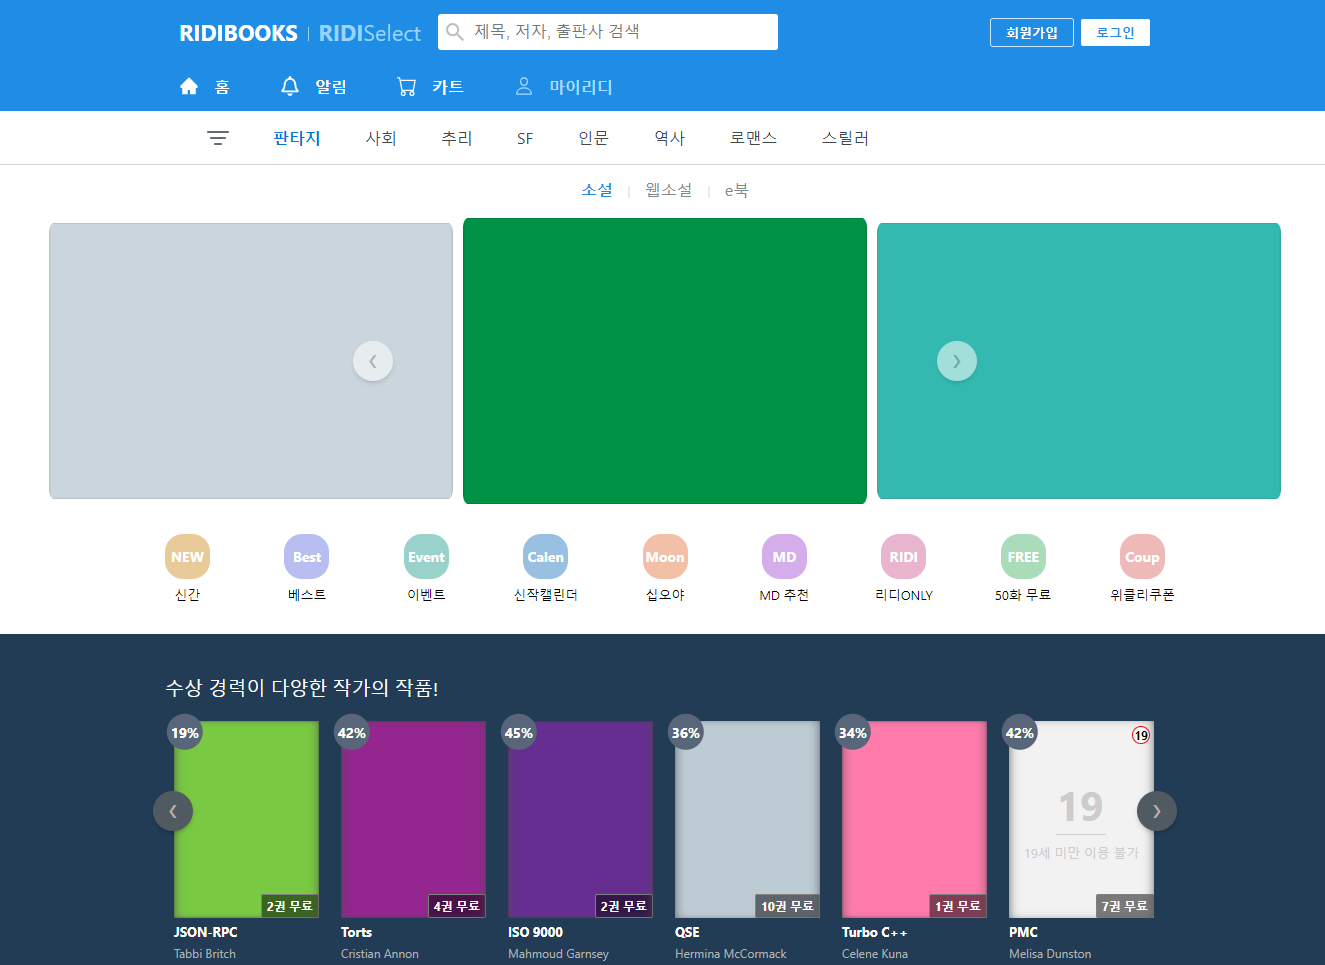 RIDIBOOKS | RIDISelect 제목, 저자, 출판사 검색 회원가입 로그인
홈 알림 카트 마이리디
판타지 사회 추리 SF 인문 역사 로맨스 스릴러
소설 | 웹소설 | e북
NEW Best Event Calen Moon MD RIDI FREE Coup
신간 베스트 이벤트 신작캘린더 십오야 MD 추천 리디ONLY 50화 무료 위클리쿠폰
수상 경력이 다양한 작가의 작품!
19% 42% 45% 36% 34% 42% 19
19
19세 미만 이용 불가
2권 무료 4권 무료 2권 무료 10권 무료 1권 무료 7권 무료
JSON-RPC Torts ISO 9000 QSE Turbo C++ PMC
Tabbi Britch Cristian Annon Mahmoud Garnsey Hermina McCormack Celene Kuna Melisa Dunston